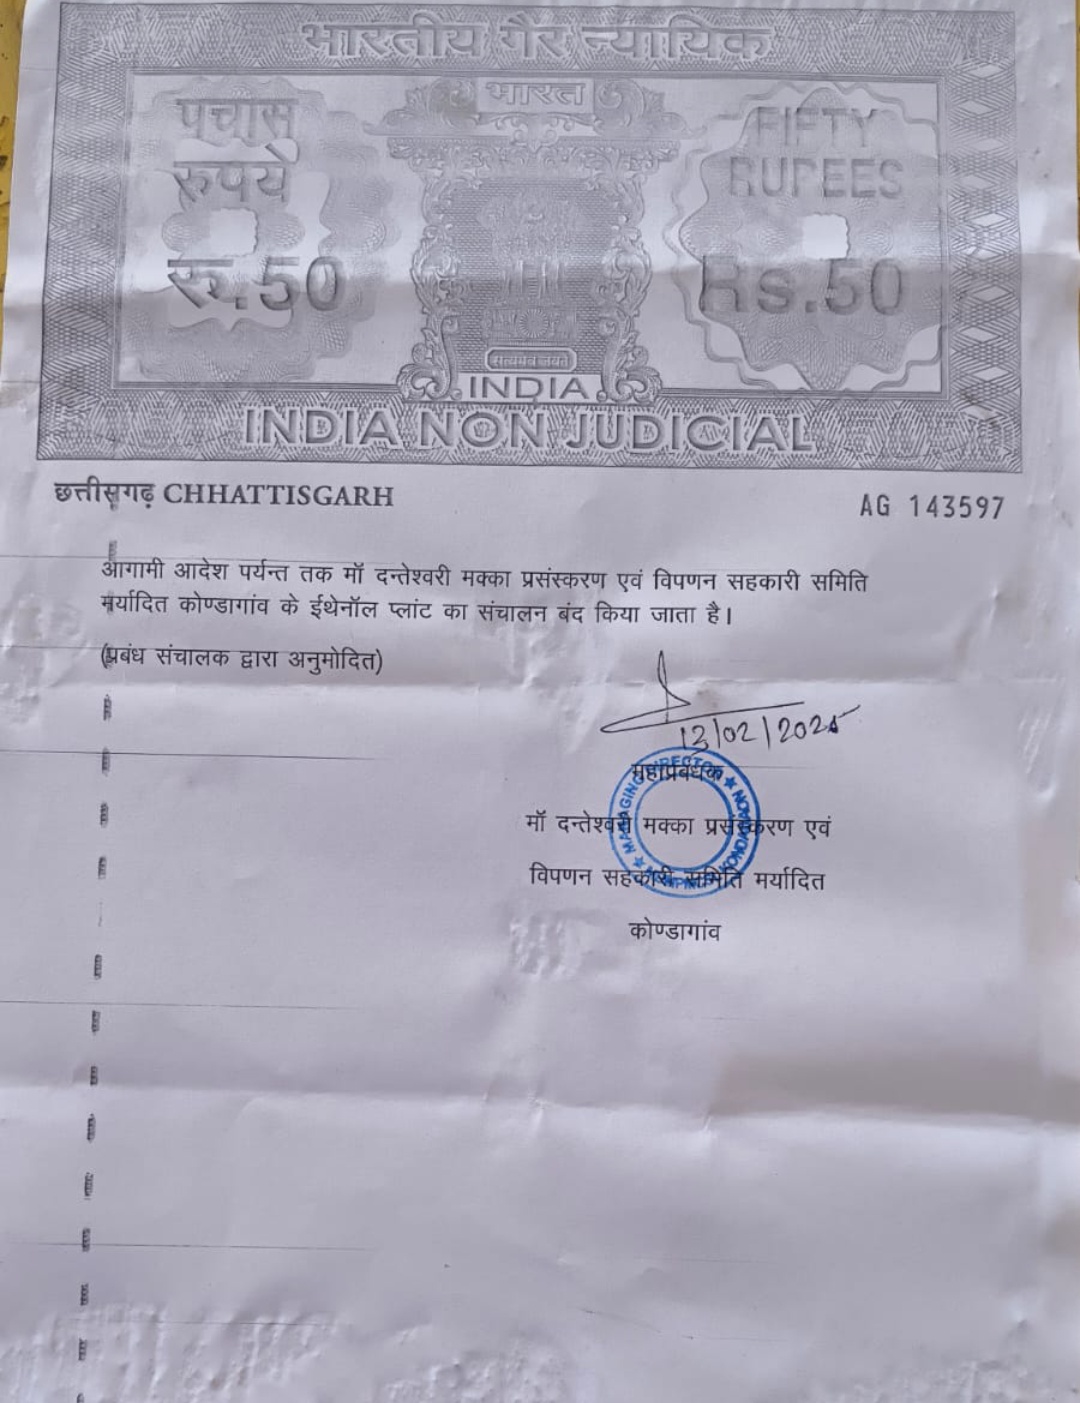 भारतीय गैर न्यायिक
भारत
पचास
रुपये
रु.50
FIFTY
RUPEES
Rs.50
सत्यमेव जयते
INDIA
INDIA NON JUDICIAL
छत्तीसगढ़ CHHATTISGARH
AG 143597
आगामी आदेश पर्यन्त तक मॉ दन्तेश्वरी मक्का प्रसंस्करण एवं विपणन सहकारी समिति
मर्यादित कोण्डागांव के ईथेनॉल प्लांट का संचालन बंद किया जाता है।
(प्रबंध संचालक द्वारा अनुमोदित)
13/02/2025
महाप्रबंधक
MANAGING DIRECTOR
मॉ दन्तेश्वरी मक्का प्रसंस्करण एवं
विपणन सहकारी समिति मर्यादित
कोण्डागांव